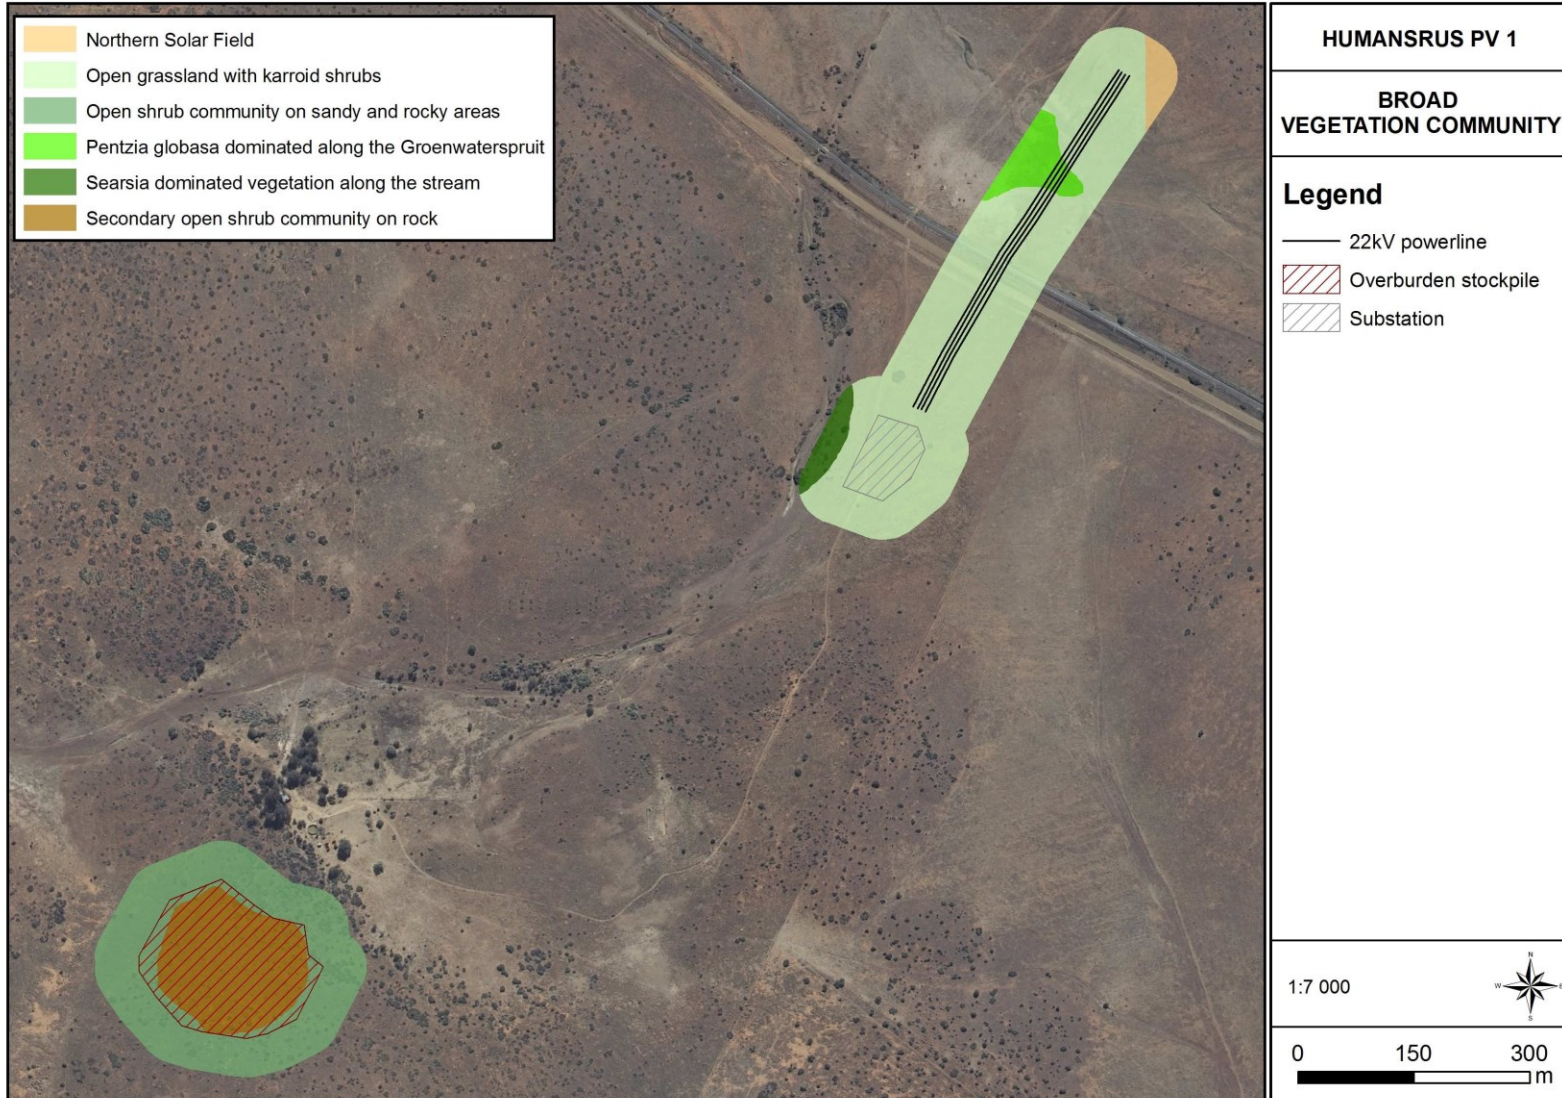 Northern Solar Field
Open grassland with karroid shrubs
Open shrub community on sandy and rocky areas
Pentzia globasa dominated along the Groenwaterspruit
Searsia dominated vegetation along the stream
Secondary open shrub community on rock
HUMANSRUS PV 1
BROAD
VEGETATION COMMUNITY
Legend
22kV powerline
Overburden stockpile
Substation
1:7 000
N
W E
S
0 150 300
m